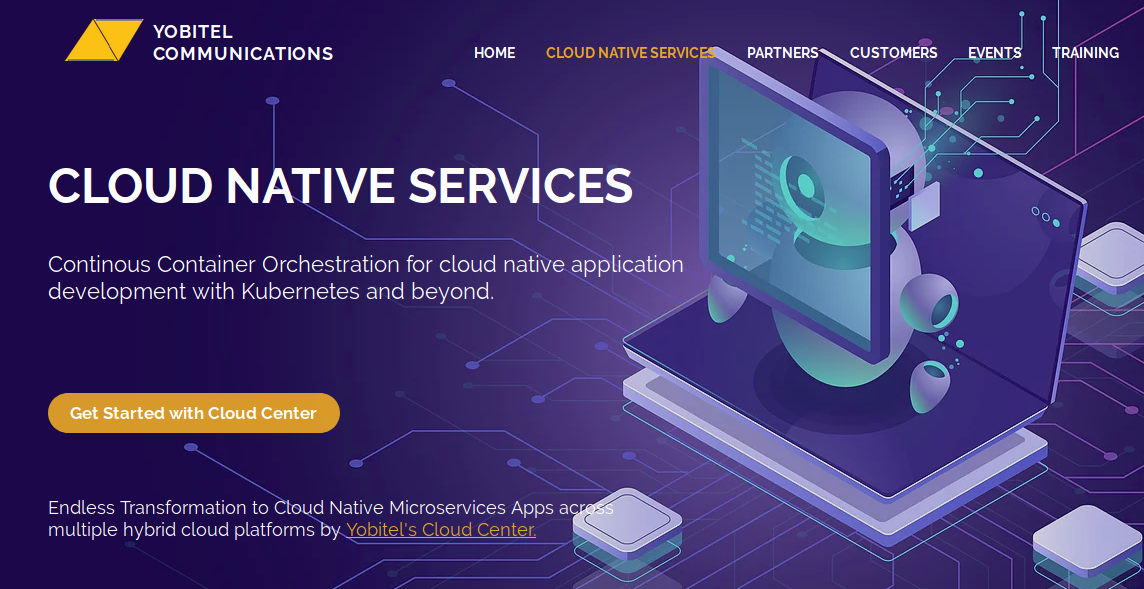 YOBITEL
COMMUNICATIONS
HOME CLOUD NATIVE SERVICES PARTNERS CUSTOMERS EVENTS TRAINING
CLOUD NATIVE SERVICES
Continous Container Orchestration for cloud native application
development with Kubernetes and beyond.
Get Started with Cloud Center
Endless Transformation to Cloud Native Microservices Apps across
multiple hybrid cloud platforms by Yobitel's Cloud Center.